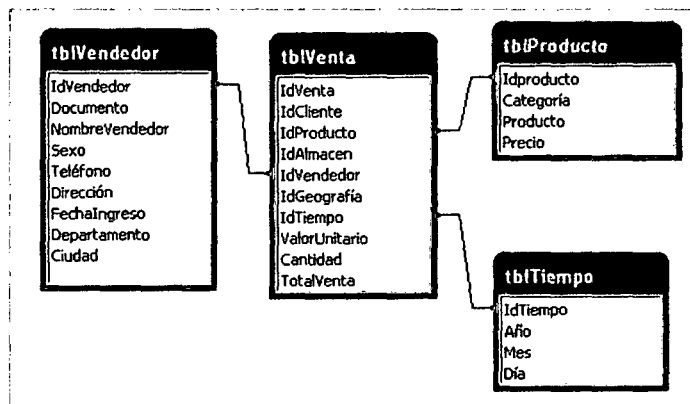 tblVendedor
IdVendedor
Documento
NombreVendedor
Sexo
Teléfono
Dirección
FechaIngreso
Departamento
Ciudad
tblVenta
IdVenta
IdCliente
IdProducto
IdAlmacen
IdVendedor
IdGeografía
IdTiempo
ValorUnitario
Cantidad
TotalVenta
tblProducto
Idproducto
Categoría
Producto
Precio
tblTiempo
IdTiempo
Año
Mes
Día